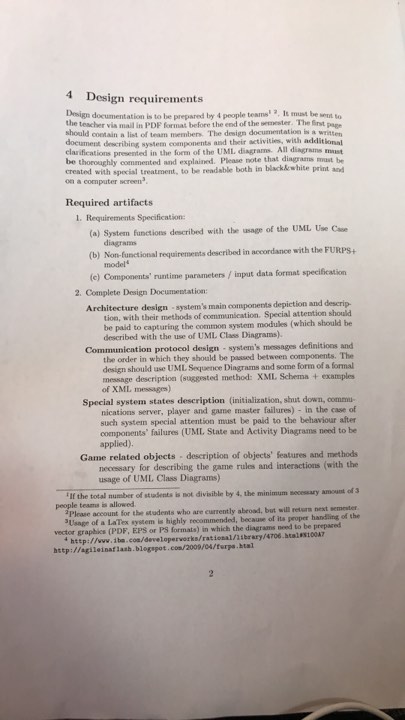 4 Design requirements
Design documentation is to be prepared by 4 people teams¹ ². It must be sent to
the teacher via mail in PDF format before the end of the semester. The first page
should contain a list of team members. The design documentation is a written
document describing system components and their activities, with additional
clarifications presented in the form of the UML diagrams. All diagrams must
be thoroughly commented and explained. Please note that diagrams must be
created with special treatment, to be readable both in black&white print and
on a computer screen³.
Required artifacts
1. Requirements Specification:
(a) System functions described with the usage of the UML Use Case
diagrams
(b) Non-functional requirements described in accordance with the FURPS+
model⁴
(c) Components' runtime parameters / input data format specification
2. Complete Design Documentation:
Architecture design - system's main components depiction and descrip-
tion, with their methods of communication. Special attention should
be paid to capturing the common system modules (which should be
described with the use of UML Class Diagrams).
Communication protocol design - system's messages definitions and
the order in which they should be passed between components. The
design should use UML Sequence Diagrams and some form of a formal
message description (suggested method: XML Schema + examples
of XML messages)
Special system states description (initialization, shut down, commu-
nications server, player and game master failures) - in the case of
such system special attention must be paid to the behaviour after
components' failures (UML State and Activity Diagrams need to be
applied).
Game related objects - description of objects' features and methods
necessary for describing the game rules and interactions (with the
usage of UML Class Diagrams)
¹If the total number of students is not divisible by 4, the minimum necessary amount of 3
people teams is allowed.
²Please account for the students who are currently abroad, but will return next semester.
³Usage of a LaTex system is highly recommended, because of its proper handling of the
vector graphics (PDF, EPS or PS formats) in which the diagrams need to be prepared
⁴ http://www.ibm.com/developerworks/rational/library/4706.html#N100A7
http://agileinaflash.blogspot.com/2009/04/furps.html
2